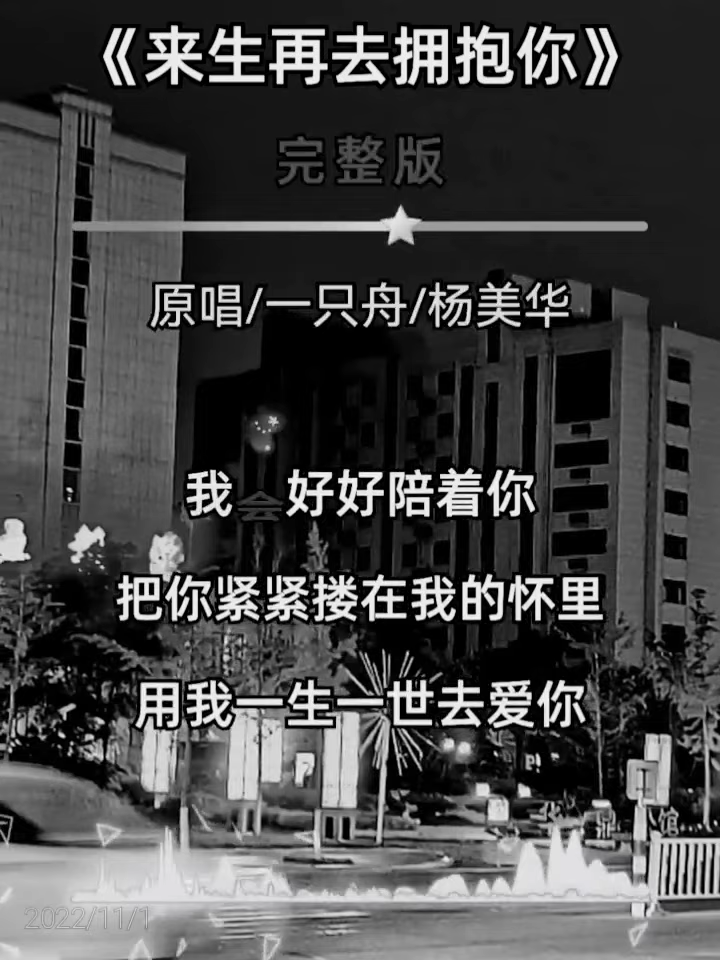 《来生再去拥抱你》
完整版
原唱/一只舟/杨美华
我会好好陪着你
把你紧紧搂在我的怀里
用我一生一世去爱你
2022/11/1